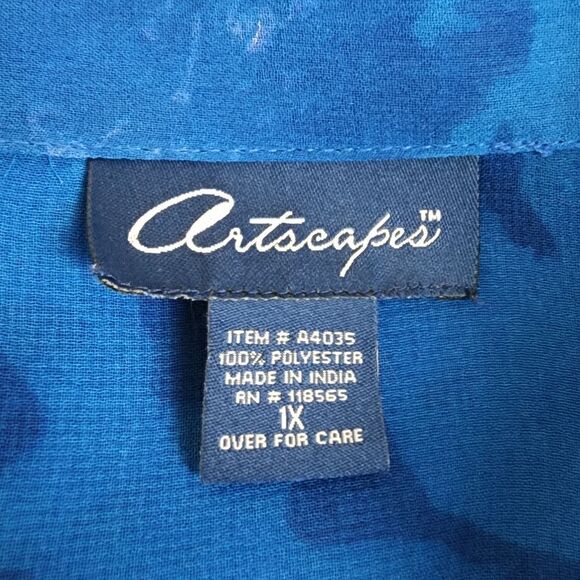 Artscapes™
ITEM # A4035
100% POLYESTER
MADE IN INDIA
RN # 118565
1X
OVER FOR CARE